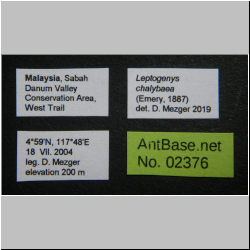 Malaysia, Sabah
Danum Valley
Conservation Area,
West Trail
Leptogenys
chalybaea
(Emery, 1887)
det. D. Mezger 2019
4°59'N, 117°48'E
18 VII. 2004
leg. D. Mezger
elevation 200 m
AntBase.net
No. 02376